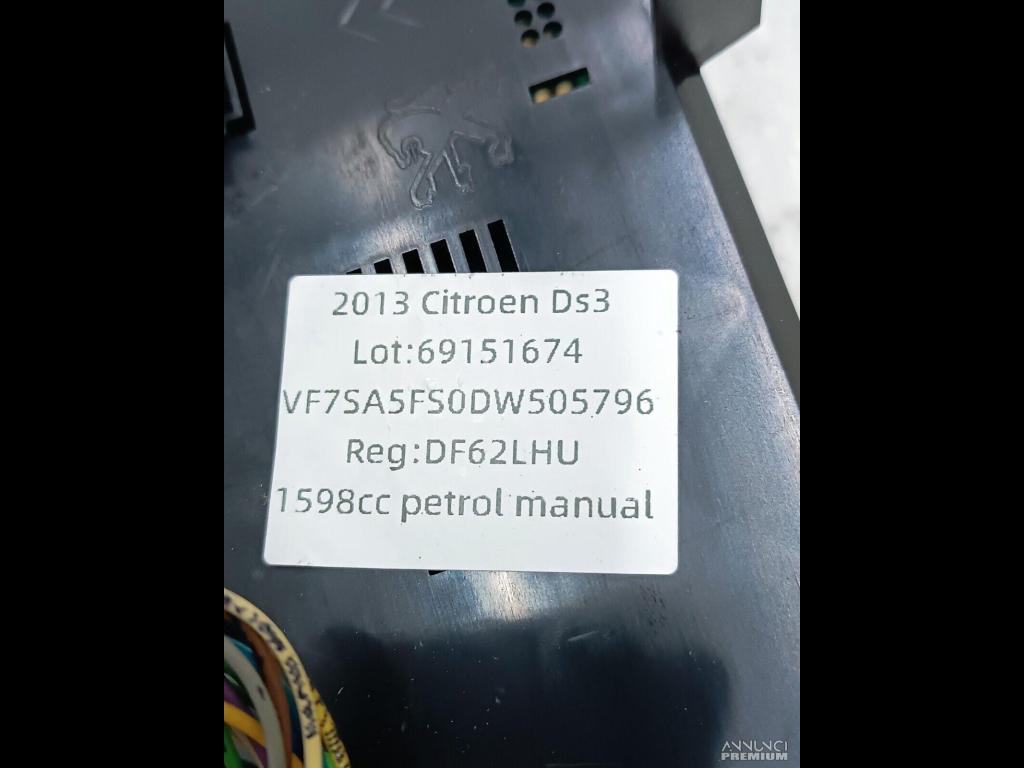 2013 Citroen Ds3
Lot:69151674
VF7SA5FS0DW505796
Reg:DF62LHU
1598cc petrol manual
ANNUNCI
PREMIUM